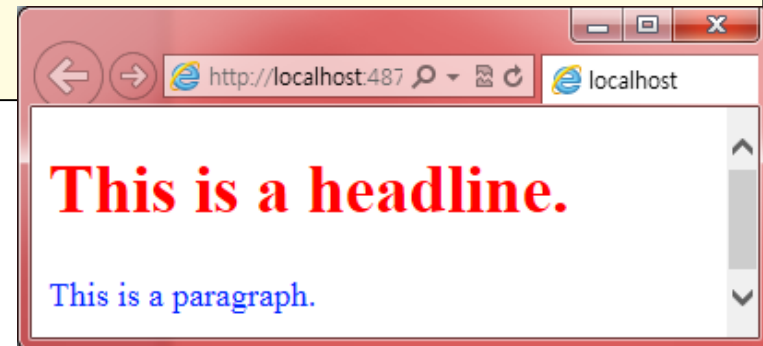 http://localhost:487
localhost
This is a headline.
This is a paragraph.